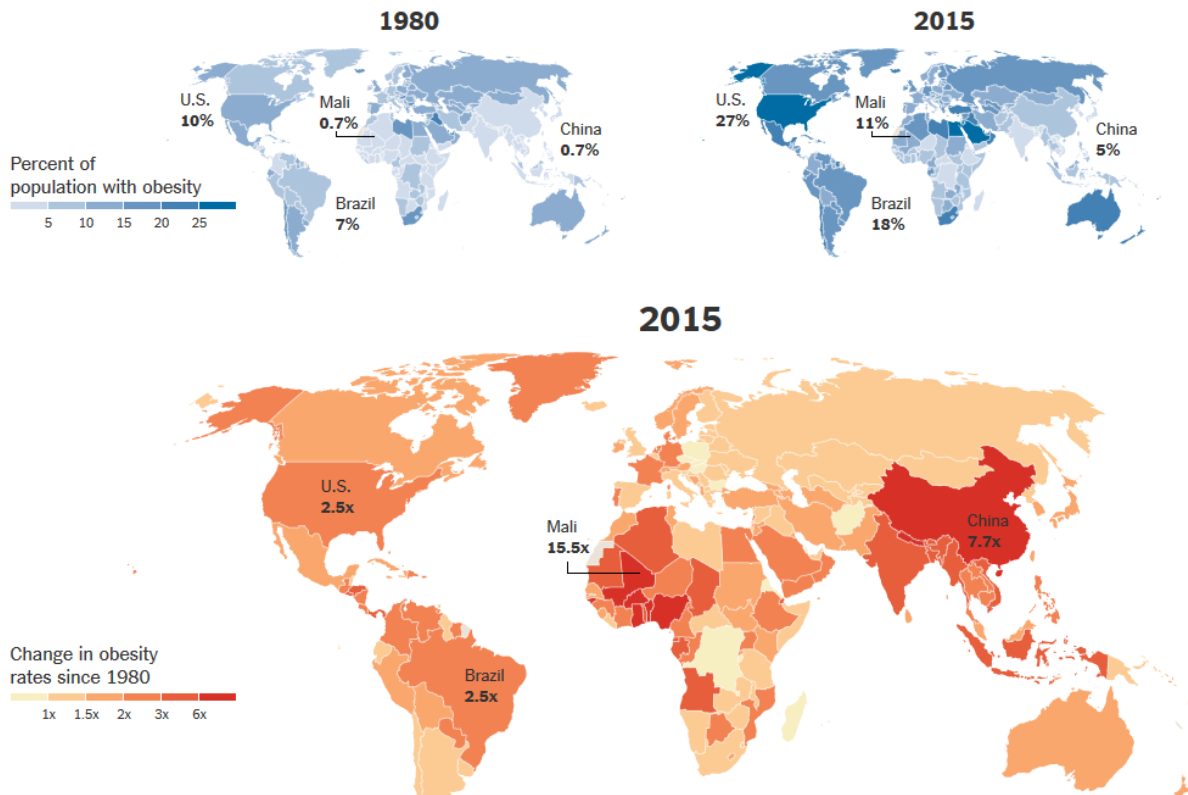 1980
U.S.
10%
Mali
0.7%
China
0.7%
Brazil
7%
Percent of
population with obesity
5 10 15 20 25
2015
U.S.
27%
Mali
11%
China
5%
Brazil
18%
2015
U.S.
2.5x
Mali
15.5x
China
7.7x
Brazil
2.5x
Change in obesity
rates since 1980
1x 1.5x 2x 3x 6x